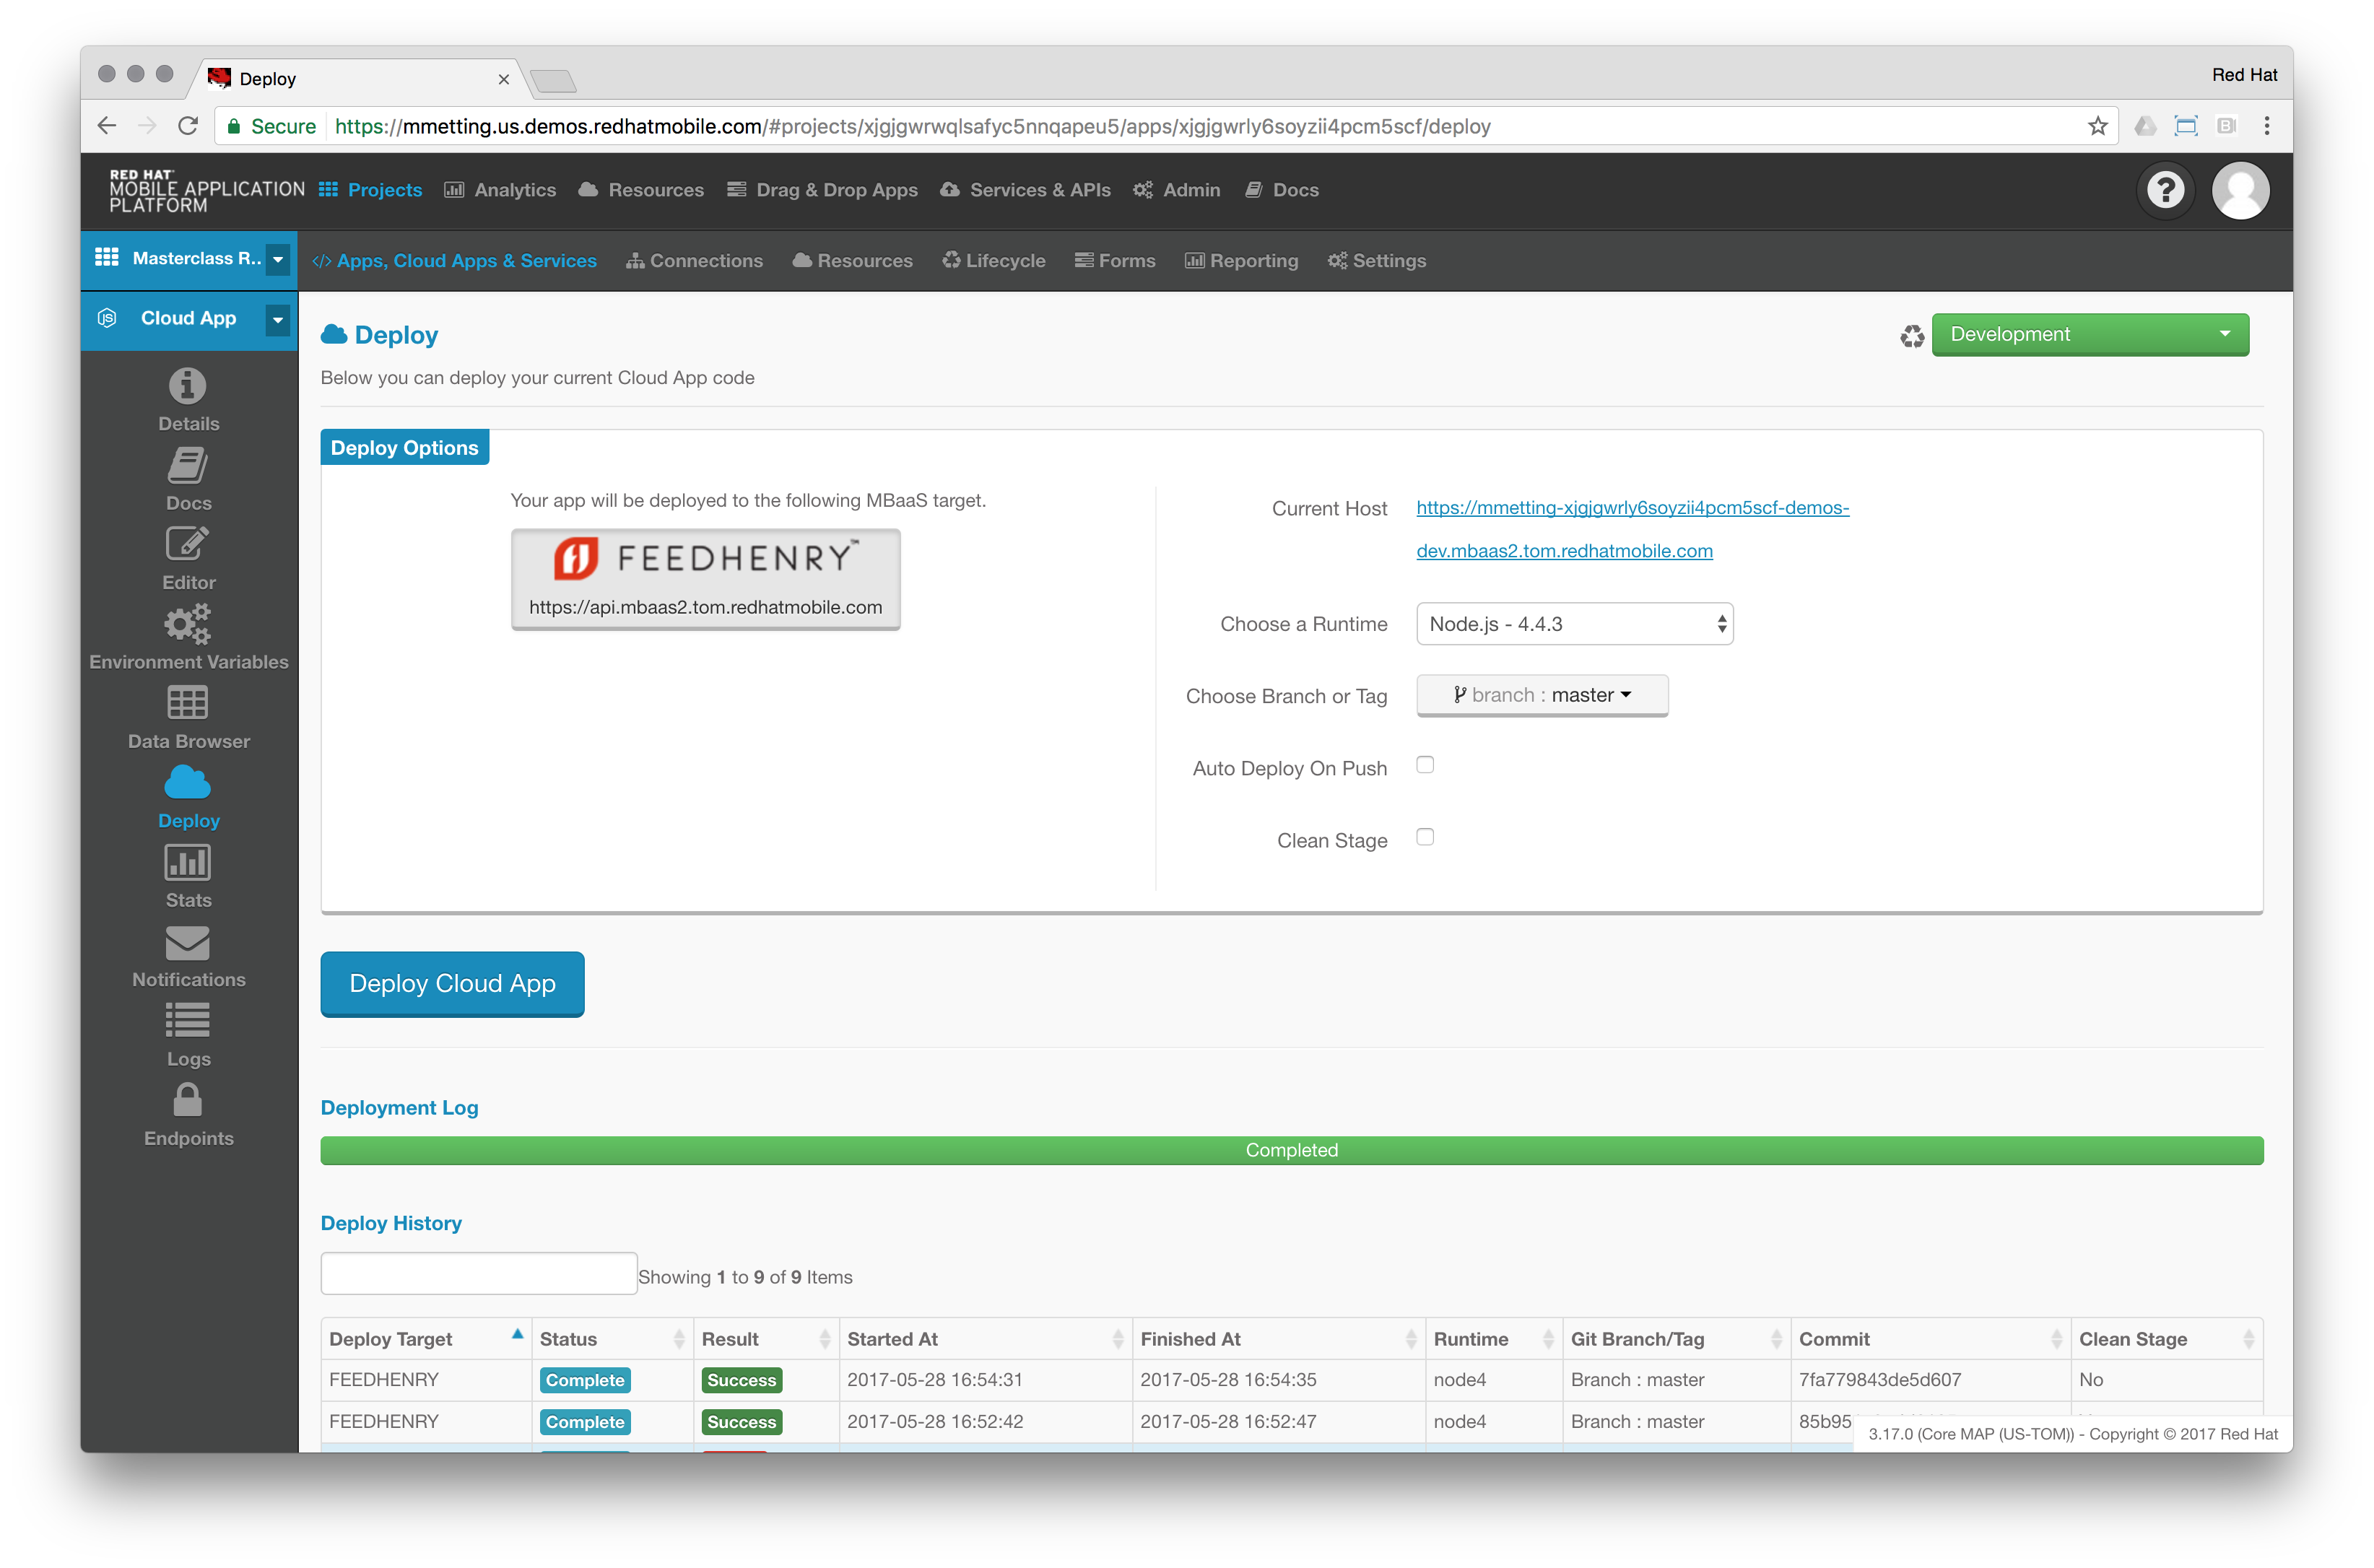 Deploy
Red Hat
Secure https://mmetting.us.demos.redhatmobile.com/#projects/xjgjgwrwqlsafyc5nnqapeu5/apps/xjgjgwrly6soyzii4pcm5scf/deploy
RED HAT
MOBILE APPLICATION
PLATFORM
Projects Analytics Resources Drag & Drop Apps Services & APIs Admin Docs
Masterclass R.. </> Apps, Cloud Apps & Services Connections Resources Lifecycle Forms Reporting Settings
Cloud App
Details
Docs
Editor
Environment Variables
Data Browser
Deploy
Stats
Notifications
Logs
Endpoints
Deploy
Development
Below you can deploy your current Cloud App code
Deploy Options
Your app will be deployed to the following MBaaS target.
FEEDHENRY™
https://api.mbaas2.tom.redhatmobile.com
Current Host https://mmetting-xjgjgwrly6soyzii4pcm5scf-demos-
dev.mbaas2.tom.redhatmobile.com
Choose a Runtime Node.js - 4.4.3
Choose Branch or Tag branch : master
Auto Deploy On Push
Clean Stage
Deploy Cloud App
Deployment Log
Completed
Deploy History
Showing 1 to 9 of 9 Items
Deploy Target Status Result Started At Finished At Runtime Git Branch/Tag Commit Clean Stage
FEEDHENRY Complete Success 2017-05-28 16:54:31 2017-05-28 16:54:35 node4 Branch : master 7fa779843de5d607 No
FEEDHENRY Complete Success 2017-05-28 16:52:42 2017-05-28 16:52:47 node4 Branch : master 85b95
3.17.0 (Core MAP (US-TOM)) - Copyright © 2017 Red Hat